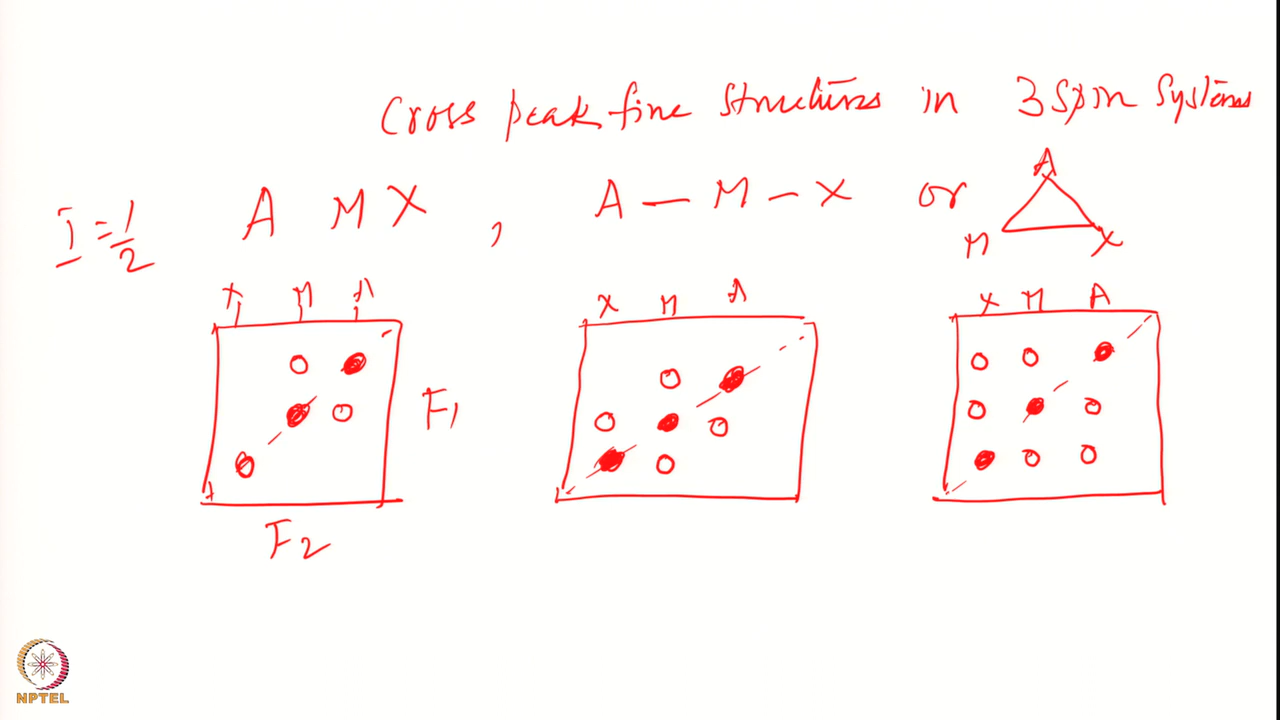 Cross peak fine structures in 3 spin systems
I = 1/2 A M X , A — M — X or
A
M X
X M A
X M A
X M A
F1
F2
NPTEL